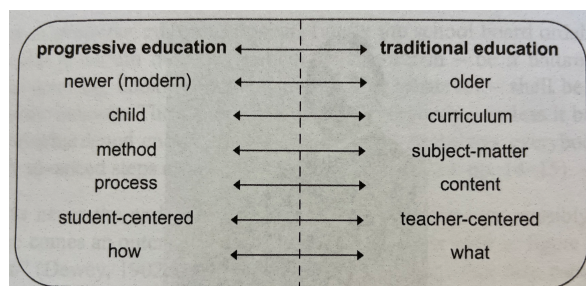 progressive education traditional education
newer (modern) older
child curriculum
method subject-matter
process content
student-centered teacher-centered
how what